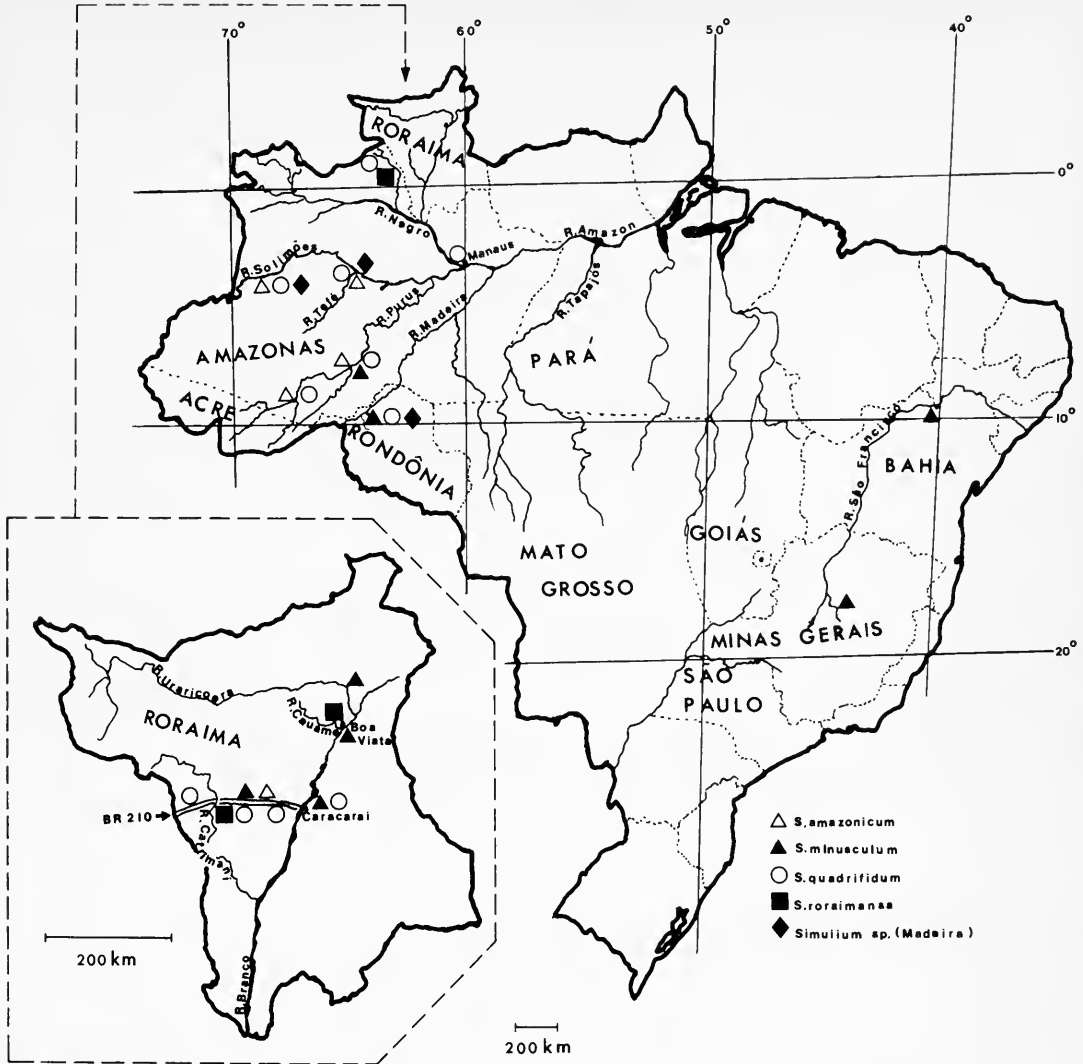 70°
60°
50°
40°
RORAIMA
0°
R.Negro
R.Amazon
Manaus
R.Solimões
R.Tefé
R.Purus
R.Madeira
R.Tapajós
AMAZONAS
PARÁ
ACRE
RONDÔNIA
10°
R.São Francisco
BAHIA
GOIÁS
MATO
GROSSO
MINAS GERAIS
20°
SÃO
PAULO
R.Uraricoera
RORAIMA
R.Cauamé
Boa
Vista
BR 210
Caracarai
R.Catrimani
R.Branco
200 km
S.amazonicum
S.minusculum
S.quadrifidum
S.roraimense
Simulium sp.(Madeira)
200 km